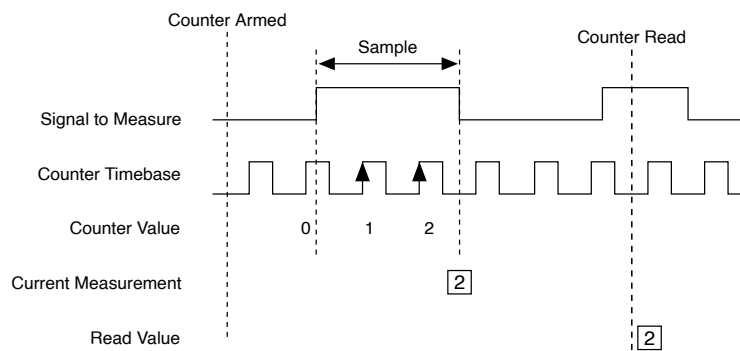 Counter Armed
Sample
Counter Read
Signal to Measure
Counter Timebase
Counter Value 0 1 2
Current Measurement 2
Read Value 2